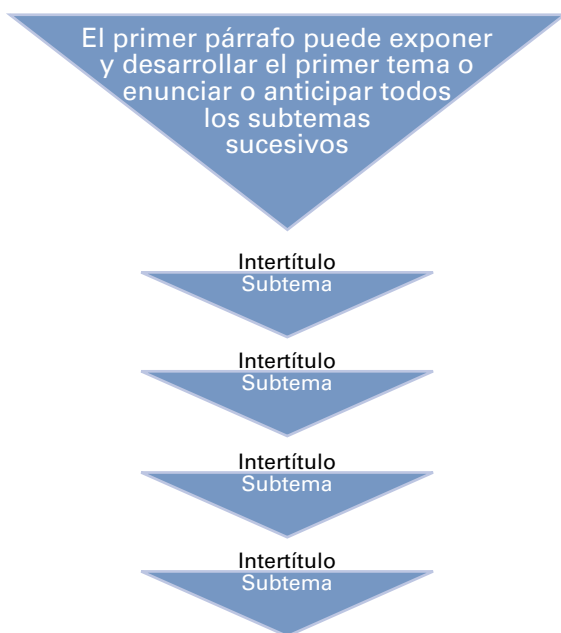 El primer párrafo puede exponer
y desarrollar el primer tema o
enunciar o anticipar todos
los subtemas
sucesivos
Intertítulo
Subtema
Intertítulo
Subtema
Intertítulo
Subtema
Intertítulo
Subtema